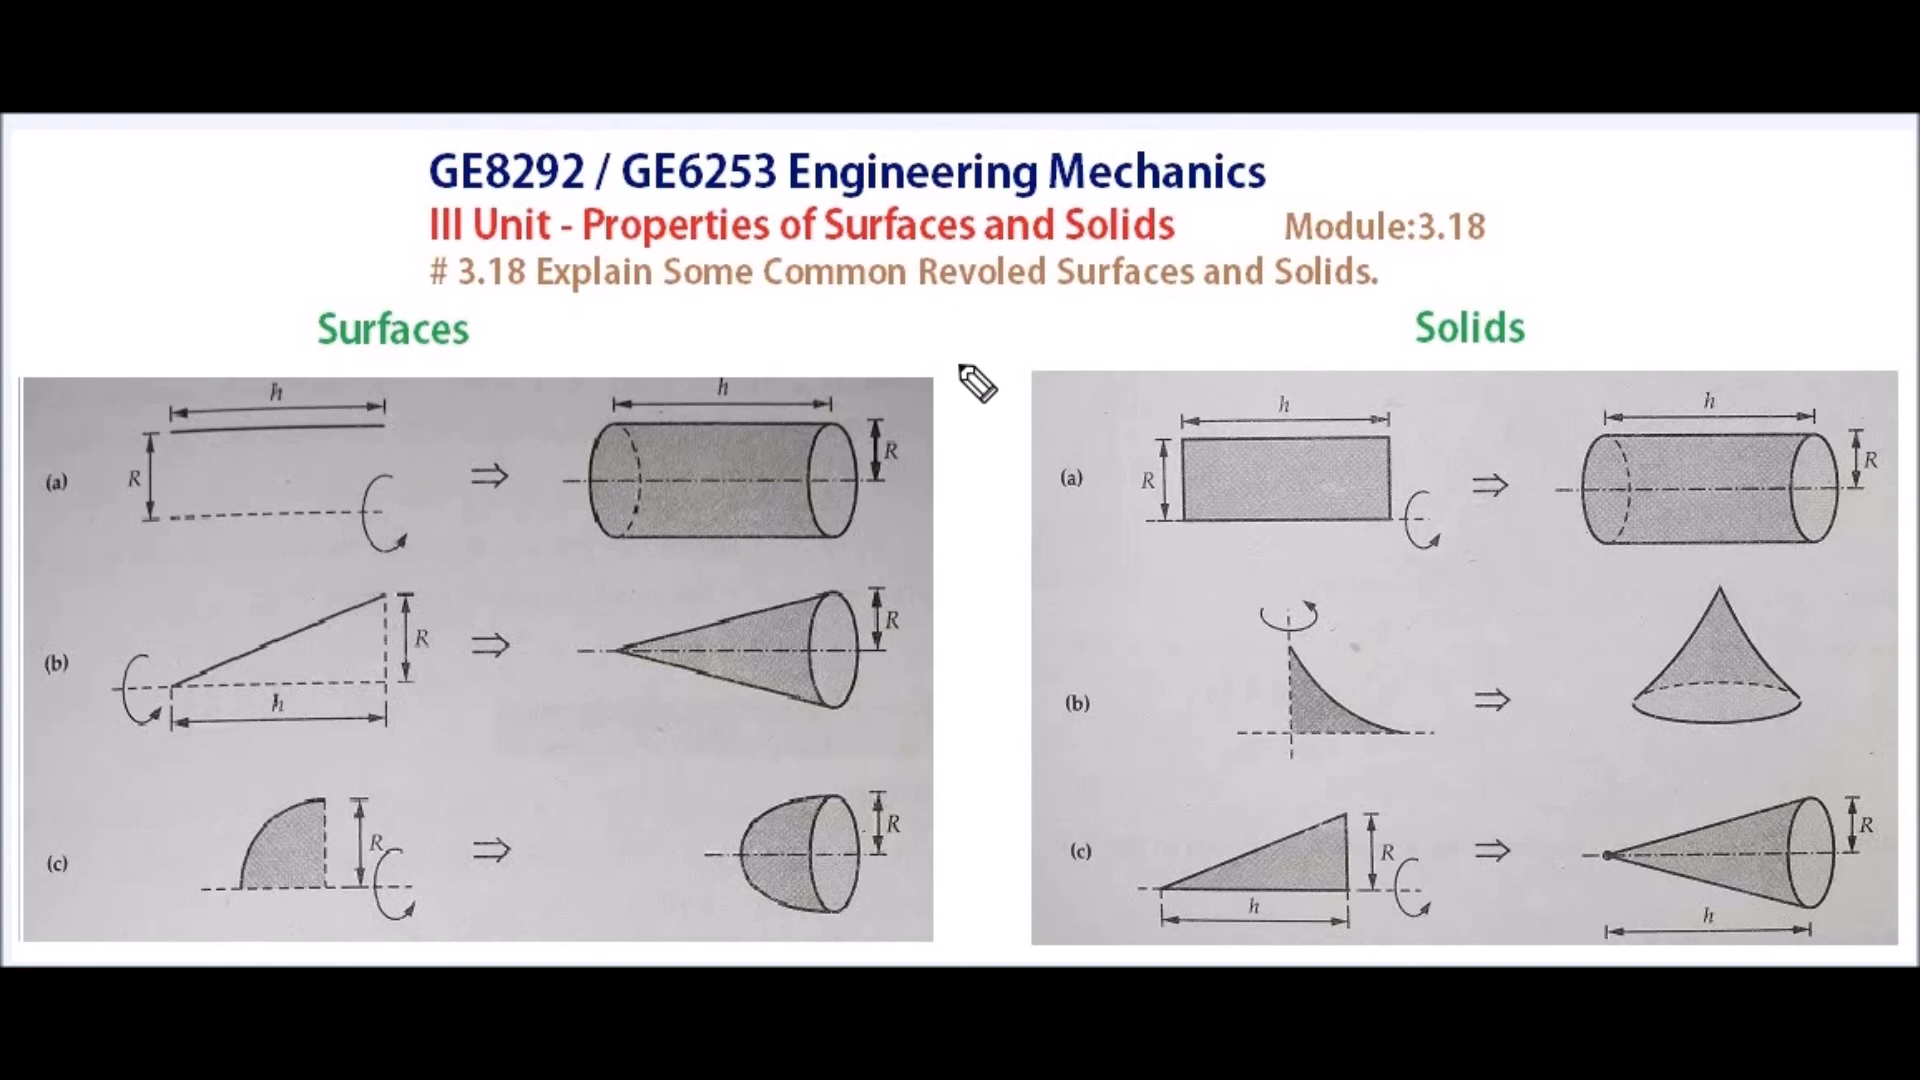 GE8292 / GE6253 Engineering Mechanics
III Unit - Properties of Surfaces and Solids Module:3.18
# 3.18 Explain Some Common Revoled Surfaces and Solids.
Surfaces
h
h
(a)
R
R
(b)
R
R
h
(c)
R
R
Solids
h
h
(a)
R
R
(b)
(c)
R
R
h
h